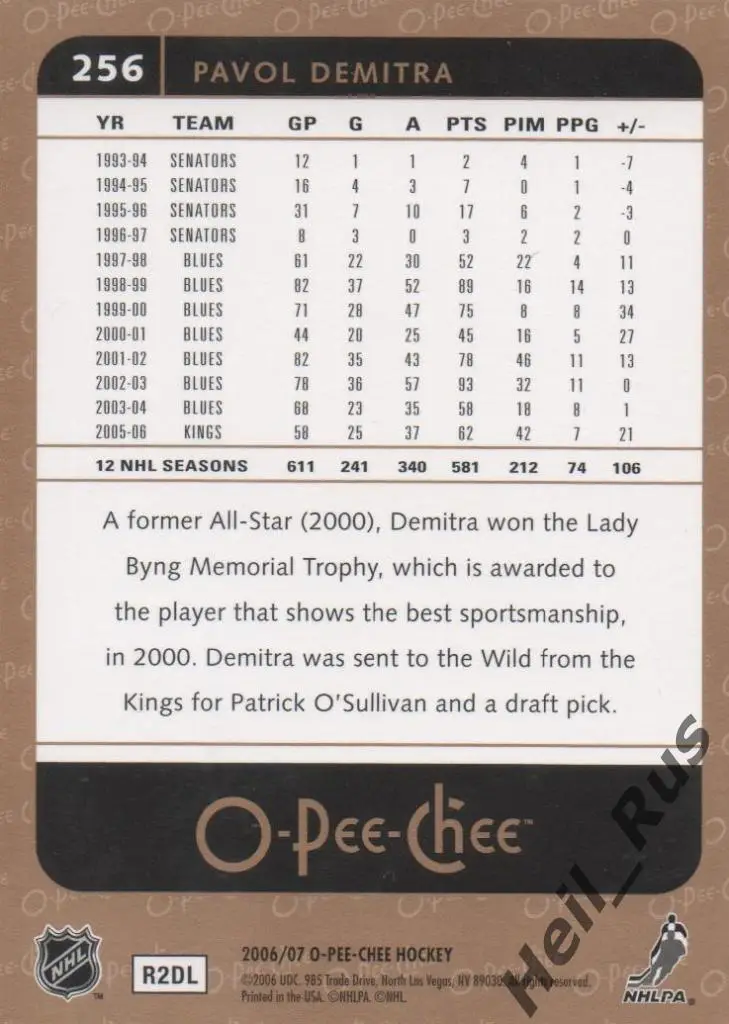 256 PAVOL DEMITRA
YR TEAM GP G A PTS PIM PPG +/-
1993-94 SENATORS 12 1 1 2 4 1 -7
1994-95 SENATORS 16 4 3 7 0 1 -4
1995-96 SENATORS 31 7 10 17 6 2 -3
1996-97 SENATORS 8 3 0 3 2 2 0
1997-98 BLUES 61 22 30 52 22 4 11
1998-99 BLUES 82 37 52 89 16 14 13
1999-00 BLUES 71 28 47 75 8 8 34
2000-01 BLUES 44 20 25 45 16 5 27
2001-02 BLUES 82 35 43 78 46 11 13
2002-03 BLUES 78 36 57 93 32 11 0
2003-04 BLUES 68 23 35 58 18 8 1
2005-06 KINGS 58 25 37 62 42 7 21
12 NHL SEASONS 611 241 340 581 212 74 106
A former All-Star (2000), Demitra won the Lady
Byng Memorial Trophy, which is awarded to
the player that shows the best sportsmanship,
in 2000. Demitra was sent to the Wild from the
Kings for Patrick O'Sullivan and a draft pick.
O-Pee-Chee™
NHL ™
R2DL
2006/07 O-PEE-CHEE HOCKEY
©2006 UDC. 985 Trade Drive, North Las Vegas, NV 89030. All rights reserved.
Printed in the USA. ©NHLPA. ©NHL.
NHLPA®
Heil_Rus